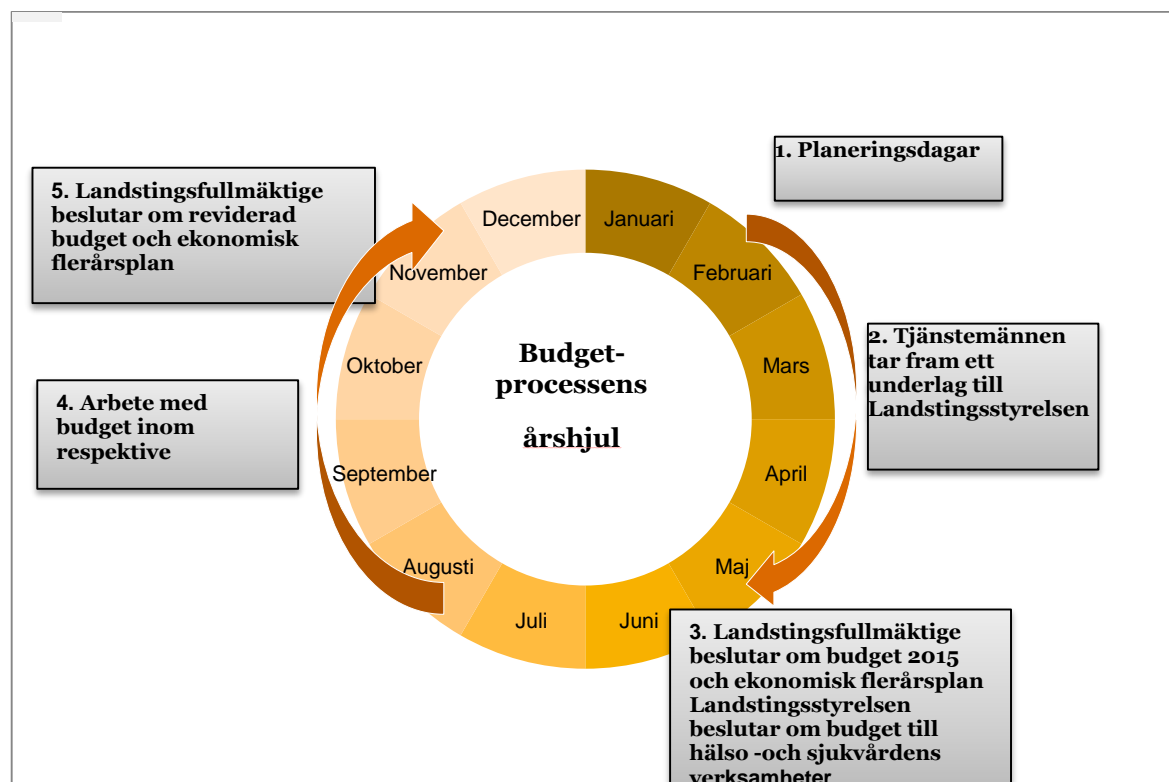 1. Planeringsdagar
5. Landstingsfullmäktige
beslutar om reviderad
budget och ekonomisk
flerårsplan
December
Januari
November
Februari
Oktober
Mars
Budget-
processens
årshjul
2. Tjänstemännen
tar fram ett
underlag till
Landstingsstyrelsen
4. Arbete med
budget inom
respektive
September
April
Augusti
Maj
Juli
Juni
3. Landstingsfullmäktige
beslutar om budget 2015
och ekonomisk flerårsplan
Landstingsstyrelsen
beslutar om budget till
hälso -och sjukvårdens
verksamheter